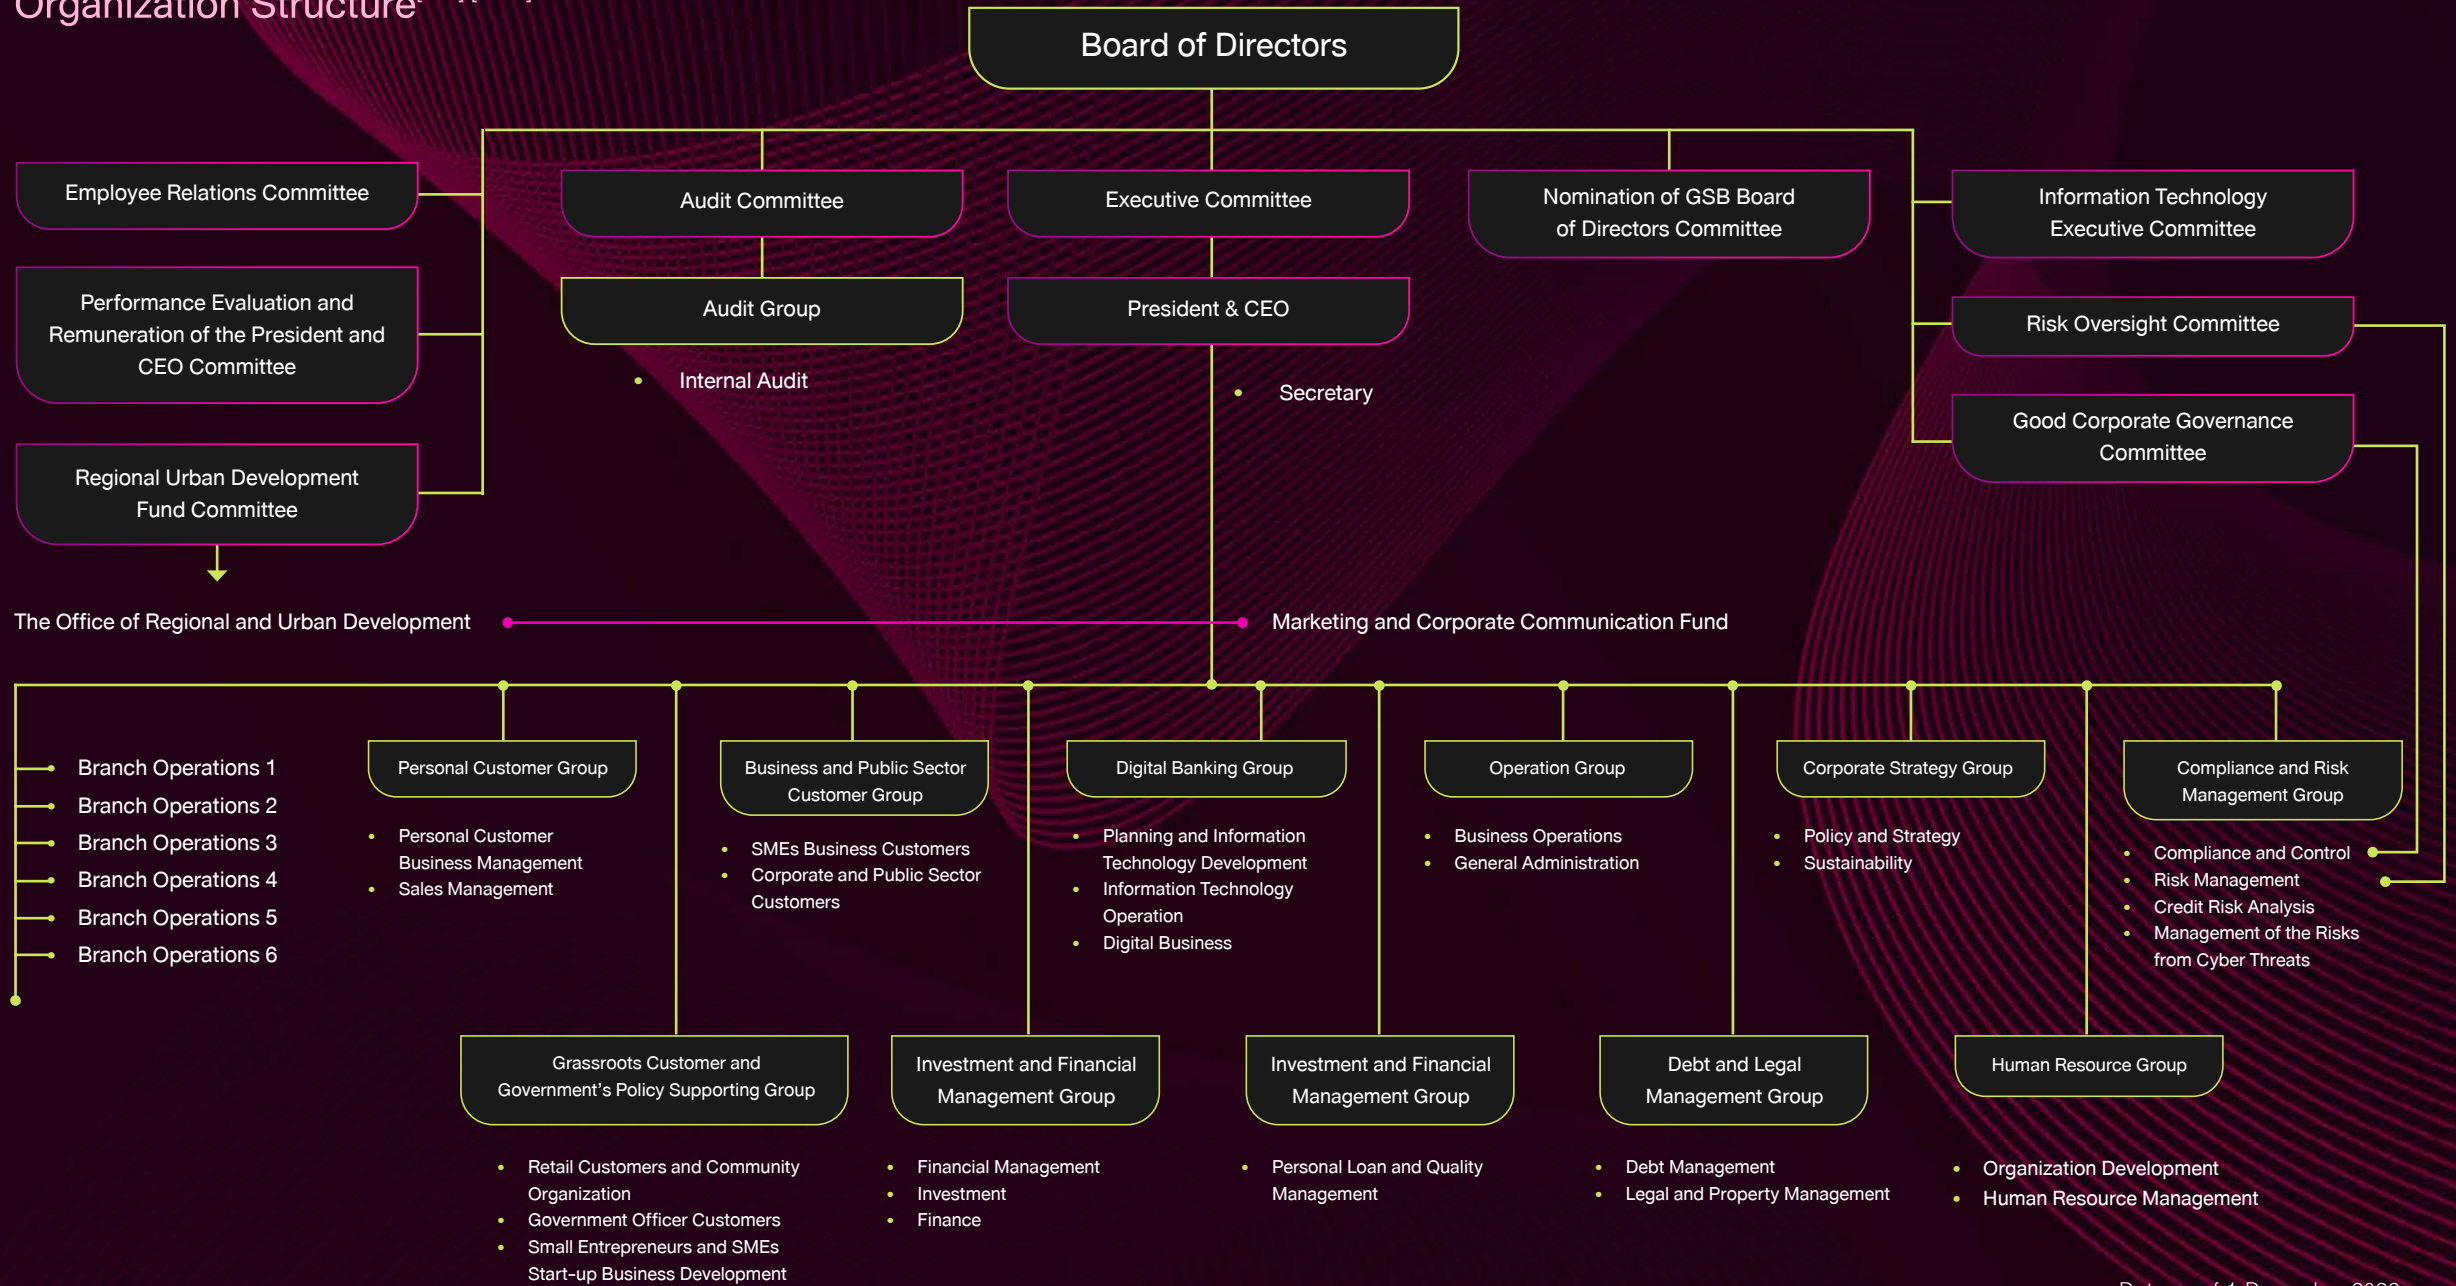 Organization Structure
Board of Directors
Employee Relations Committee
Performance Evaluation and
Remuneration of the President and
CEO Committee
Regional Urban Development
Fund Committee
Audit Committee
Audit Group
• Internal Audit
Executive Committee
President & CEO
• Secretary
Nomination of GSB Board
of Directors Committee
Information Technology
Executive Committee
Risk Oversight Committee
Good Corporate Governance
Committee
The Office of Regional and Urban Development
Marketing and Corporate Communication Fund
Branch Operations 1
Branch Operations 2
Branch Operations 3
Branch Operations 4
Branch Operations 5
Branch Operations 6
Personal Customer Group
• Personal Customer
Business Management
• Sales Management
Business and Public Sector
Customer Group
• SMEs Business Customers
• Corporate and Public Sector
Customers
Digital Banking Group
• Planning and Information
Technology Development
• Information Technology
Operation
• Digital Business
Operation Group
• Business Operations
• General Administration
Corporate Strategy Group
• Policy and Strategy
• Sustainability
Compliance and Risk
Management Group
• Compliance and Control
• Risk Management
• Credit Risk Analysis
• Management of the Risks
from Cyber Threats
Grassroots Customer and
Government's Policy Supporting Group
• Retail Customers and Community
Organization
• Government Officer Customers
• Small Entrepreneurs and SMEs
Start-up Business Development
Investment and Financial
Management Group
• Financial Management
• Investment
• Finance
Investment and Financial
Management Group
• Personal Loan and Quality
Management
Debt and Legal
Management Group
• Debt Management
• Legal and Property Management
Human Resource Group
• Organization Development
• Human Resource Management